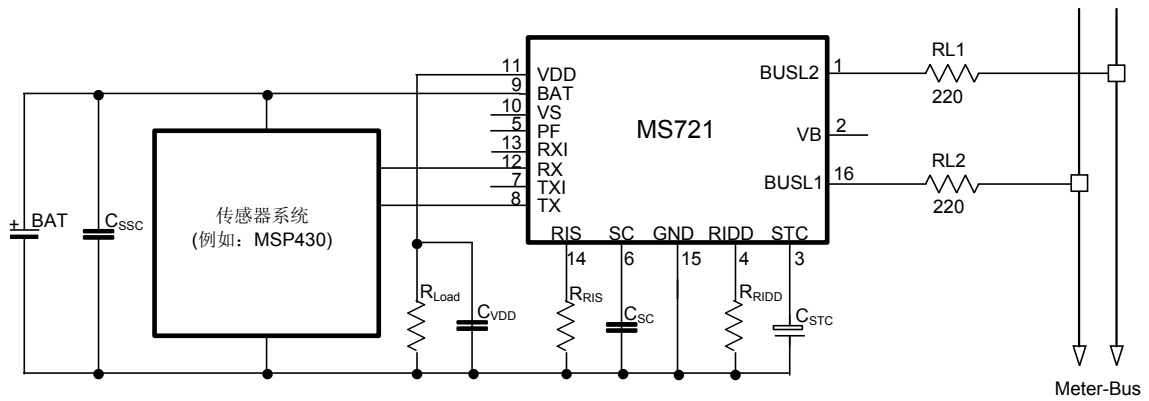 11
VDD
9
BAT
10
VS
5
PF
13
RXI
12
RX
7
TXI
8
TX
MS721
BUSL2
1
VB
2
BUSL1
16
RL1
220
RL2
220
RIS
SC
GND
RIDD
STC
14
6
15
4
3
+
BAT
CSSC
传感器系统
(例如：MSP430)
RLoad
CVDD
RRIS
CSC
RRIDD
CSTC
Meter-Bus